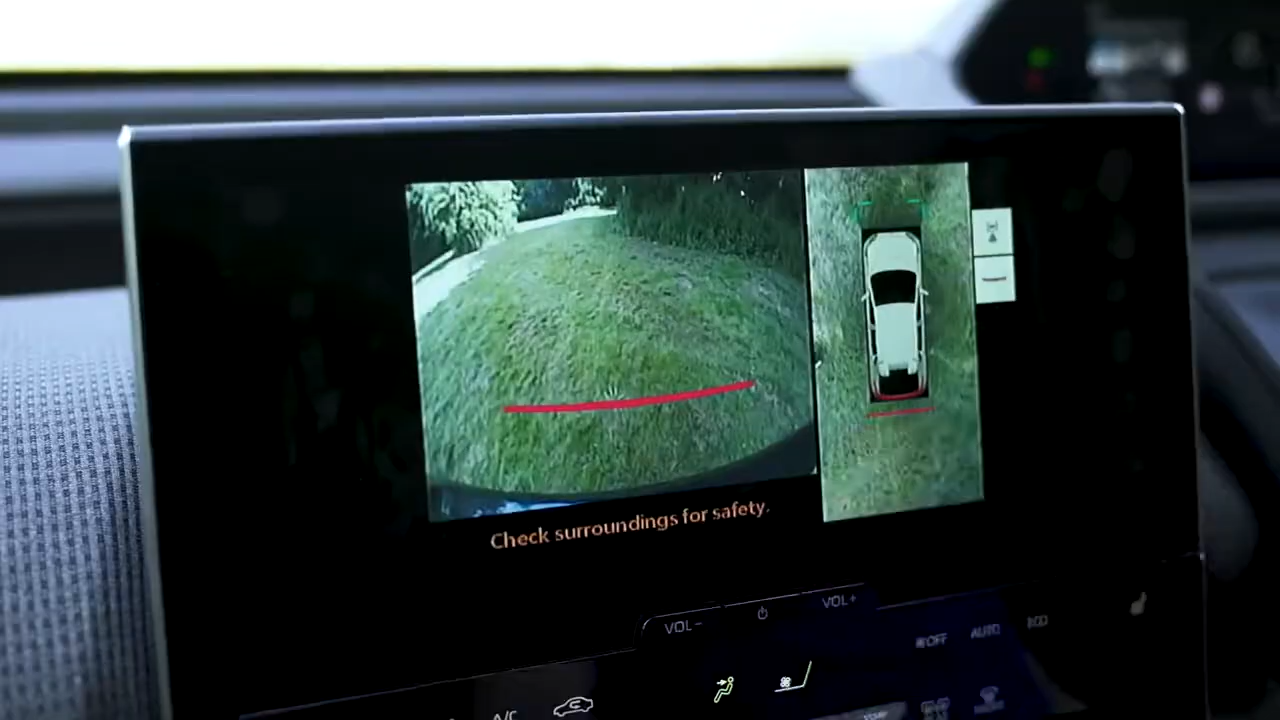 Check surroundings for safety.
VOL-
VOL+
OFF
AUTO
A/C